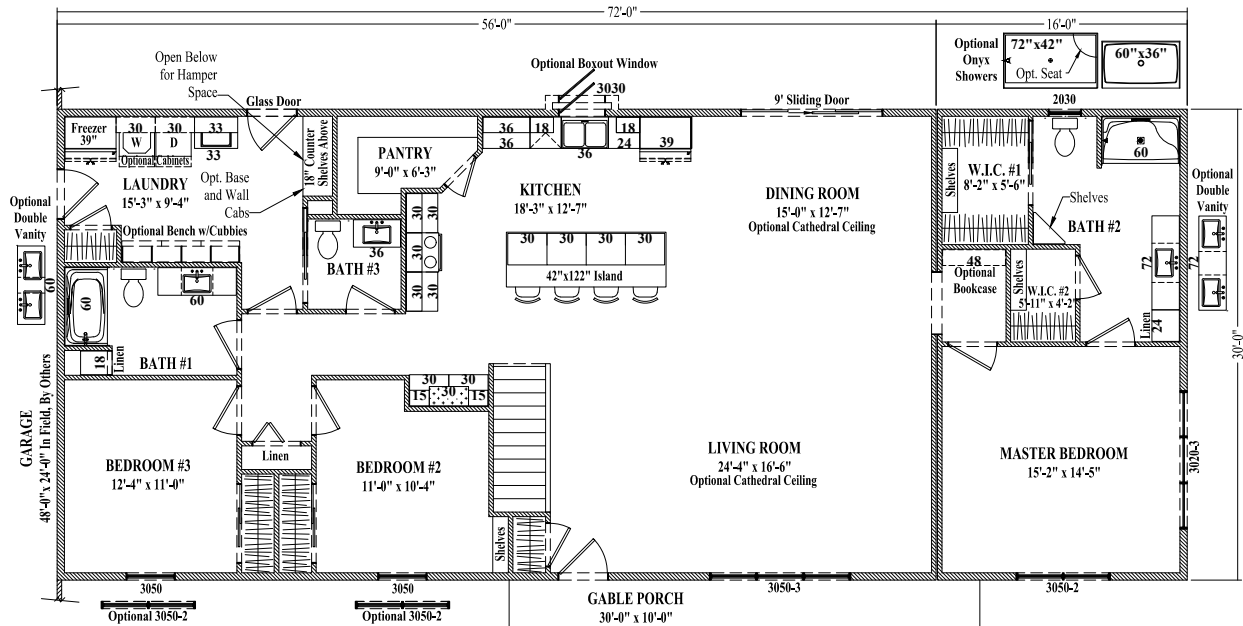 72'-0"
56'-0"
16'-0"
Open Below
for Hamper
Space
Glass Door
Optional Boxout Window
3030
9' Sliding Door
Optional
Onyx
Showers
72"x42"
Opt. Seat
60"x36"
2030
Freezer
39"
30
W
30
D
33
33
Optional Cabinets
LAUNDRY
15'-3" x 9'-4"
18" Counter
Shelves Above
Opt. Base
and Wall
Cabs
PANTRY
9'-0" x 6'-3"
36
36
18
36
18
24
39
KITCHEN
18'-3" x 12'-7"
DINING ROOM
15'-0" x 12'-7"
Optional Cathedral Ceiling
Shelves
W.I.C. #1
8'-2" x 5'-6"
60
Shelves
BATH #2
Optional
Double
Vanity
72
72
Optional
Double
Vanity
60
Optional Bench w/Cubbies
36
BATH #3
30
30
30
30
30
30
30
30
30
30
42"x122" Island
48
Optional
Bookcase
Shelves
W.I.C. #2
5'-11" x 4'-2"
Linen
24
30'-0"
60
60
18
Linen
BATH #1
30
30
15
30
15
GARAGE
48'-0" x 24'-0" In Field, By Others
BEDROOM #3
12'-4" x 11'-0"
Linen
BEDROOM #2
11'-0" x 10'-4"
LIVING ROOM
24'-4" x 16'-6"
Optional Cathedral Ceiling
MASTER BEDROOM
15'-2" x 14'-5"
3020-3
Shelves
3050
3050
3050-3
3050-2
Optional 3050-2
Optional 3050-2
GABLE PORCH
30'-0" x 10'-0"